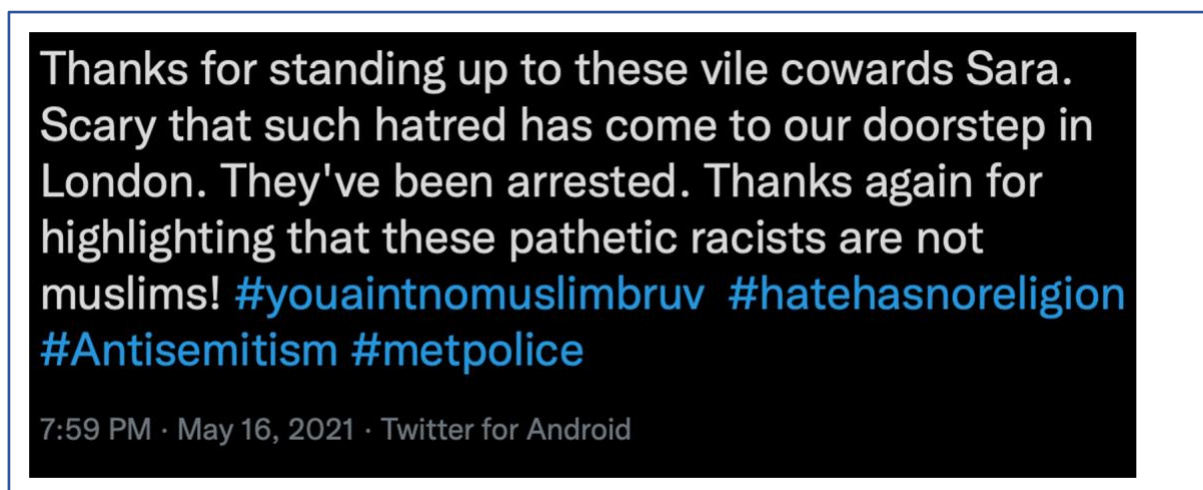 Thanks for standing up to these vile cowards Sara.
Scary that such hatred has come to our doorstep in
London. They've been arrested. Thanks again for
highlighting that these pathetic racists are not
muslims! #youaintnomuslimbruv #hatehasnoreligion
#Antisemitism #metpolice
7:59 PM · May 16, 2021 · Twitter for Android